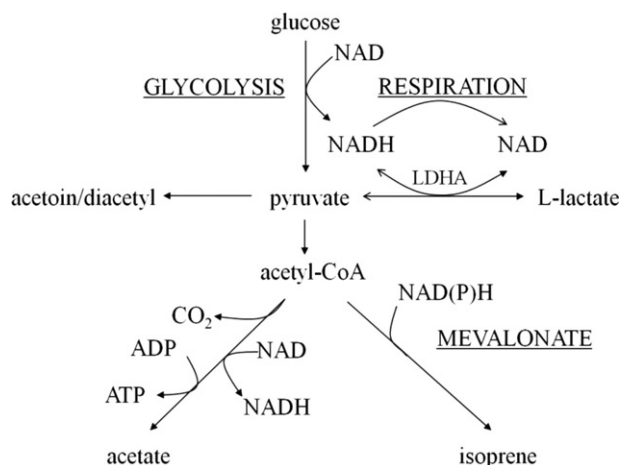 glucose
NAD
GLYCOLYSIS
RESPIRATION
NADH
NAD
LDHA
acetoin/diacetyl
pyruvate
L-lactate
acetyl-CoA
NAD(P)H
CO₂
MEVALONATE
ADP
NAD
ATP
NADH
acetate
isoprene